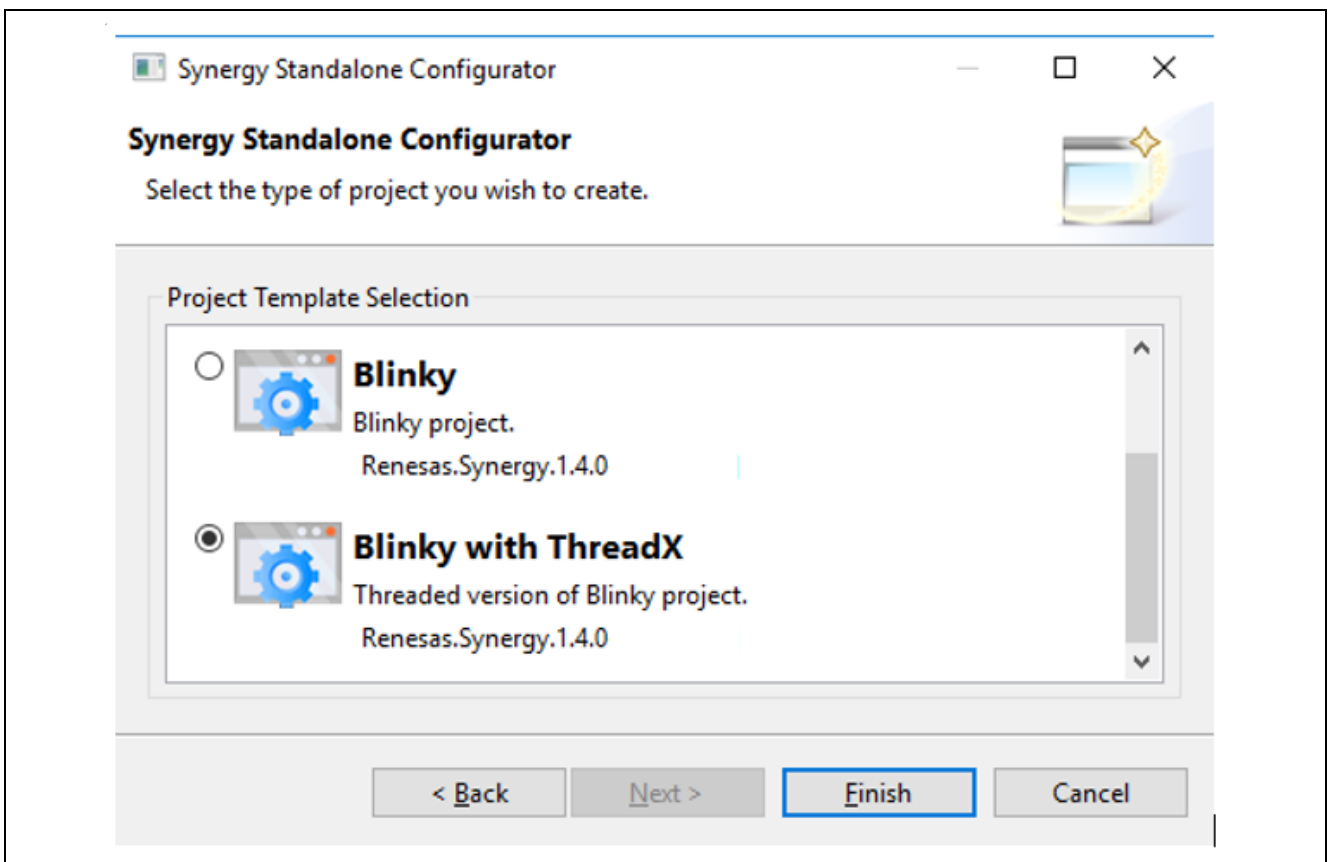 Synergy Standalone Configurator
Synergy Standalone Configurator
Select the type of project you wish to create.
Project Template Selection
Blinky
Blinky project.
Renesas.Synergy.1.4.0
Blinky with ThreadX
Threaded version of Blinky project.
Renesas.Synergy.1.4.0
< Back Next > Finish Cancel